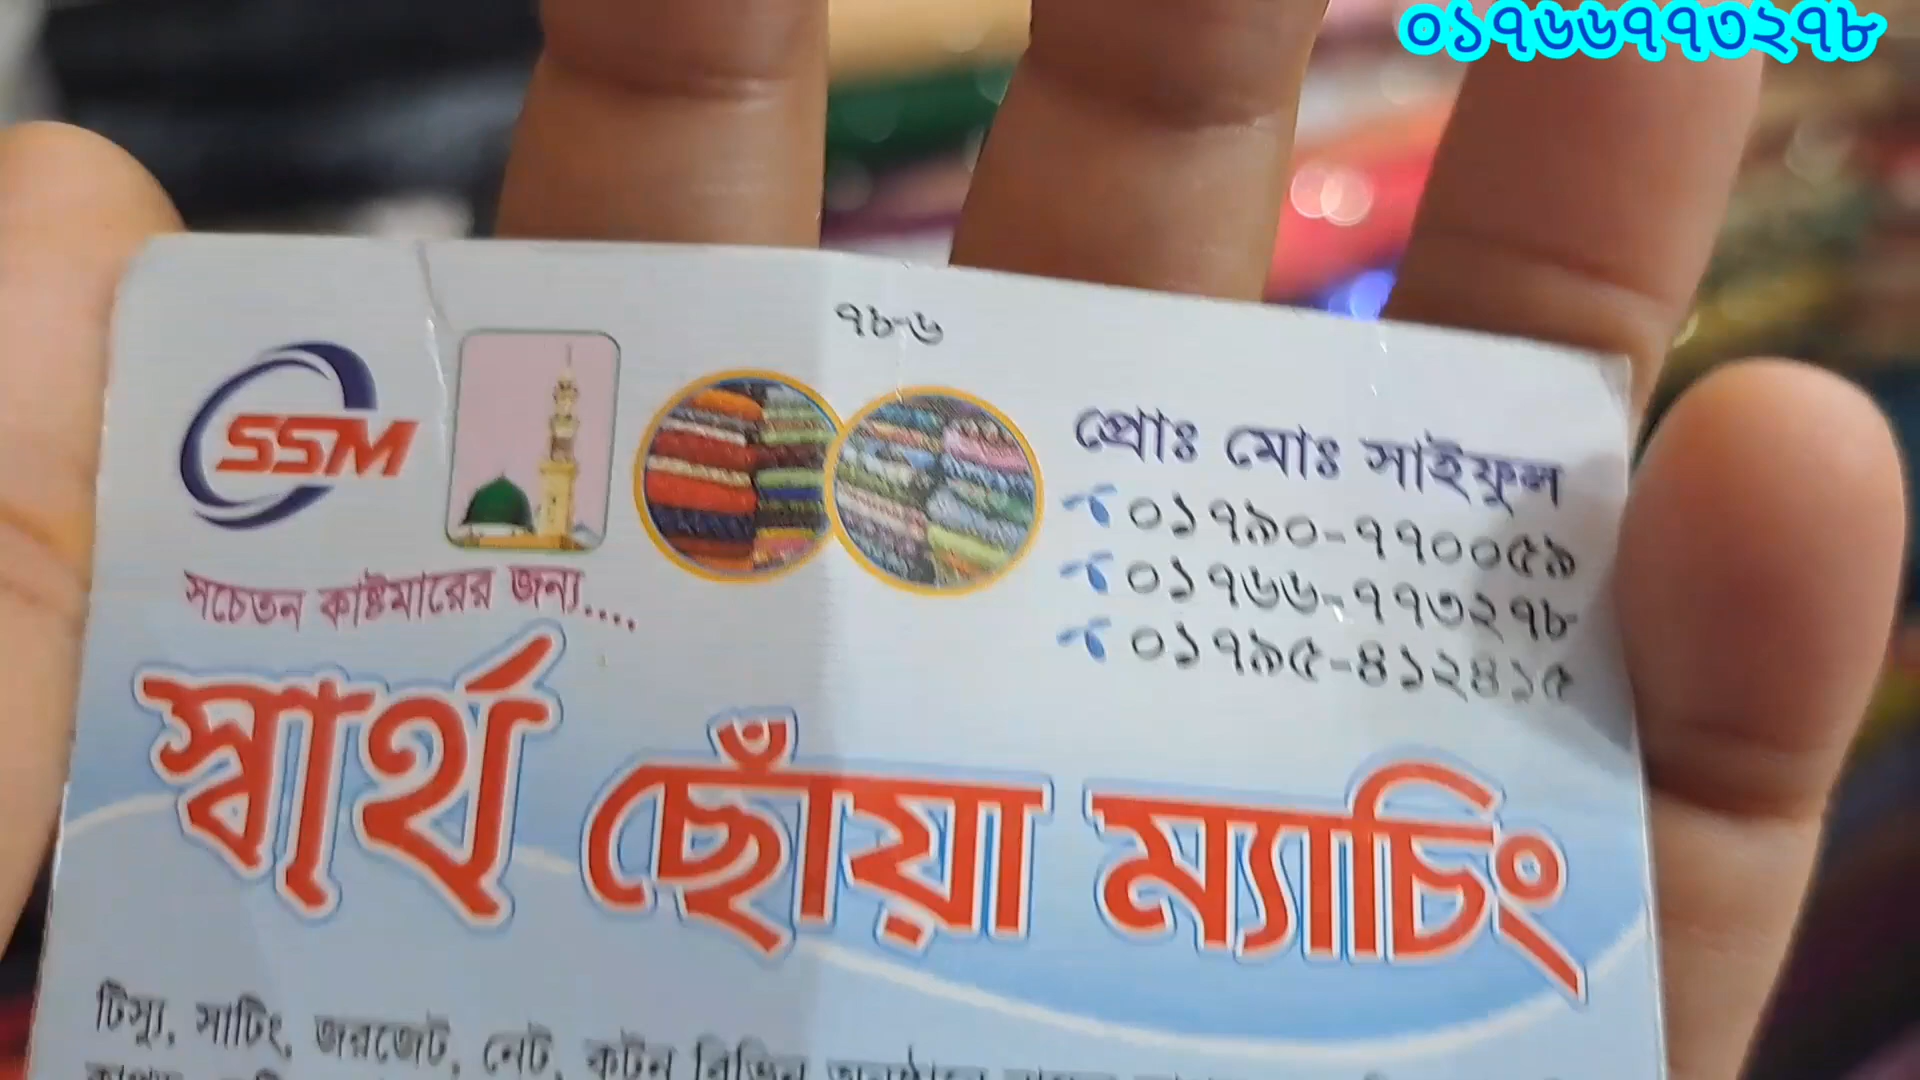 ০১৭৬৬৭৭৩২৭৮
৭৮৬
SSM
প্রোঃ মোঃ সাইফুল
০১৭৯০-৭৭০০৫৯
০১৭৬৬-৭৭৩২৭৮
০১৭৯৫-৪১২৪১৫
সচেতন কাষ্টমারের জন্য....
স্বার্থ ছোঁয়া ম্যাচিং
টিস্যু, সাটিং, জরজেট, নেট, কটন বিভিন্ন